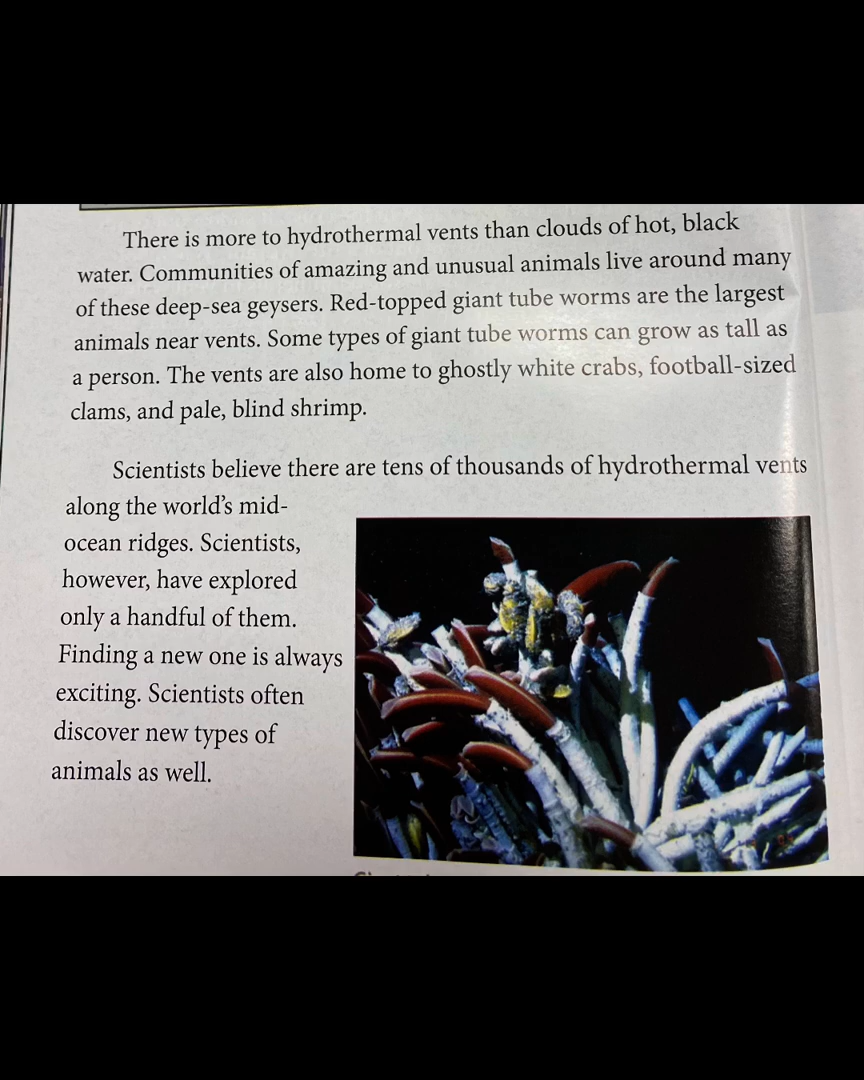 There is more to hydrothermal vents than clouds of hot, black
water. Communities of amazing and unusual animals live around many
of these deep-sea geysers. Red-topped giant tube worms are the largest
animals near vents. Some types of giant tube worms can grow as tall as
a person. The vents are also home to ghostly white crabs, football-sized
clams, and pale, blind shrimp.
Scientists believe there are tens of thousands of hydrothermal vents
along the world's mid-
ocean ridges. Scientists,
however, have explored
only a handful of them.
Finding a new one is always
exciting. Scientists often
discover new types of
animals as well.